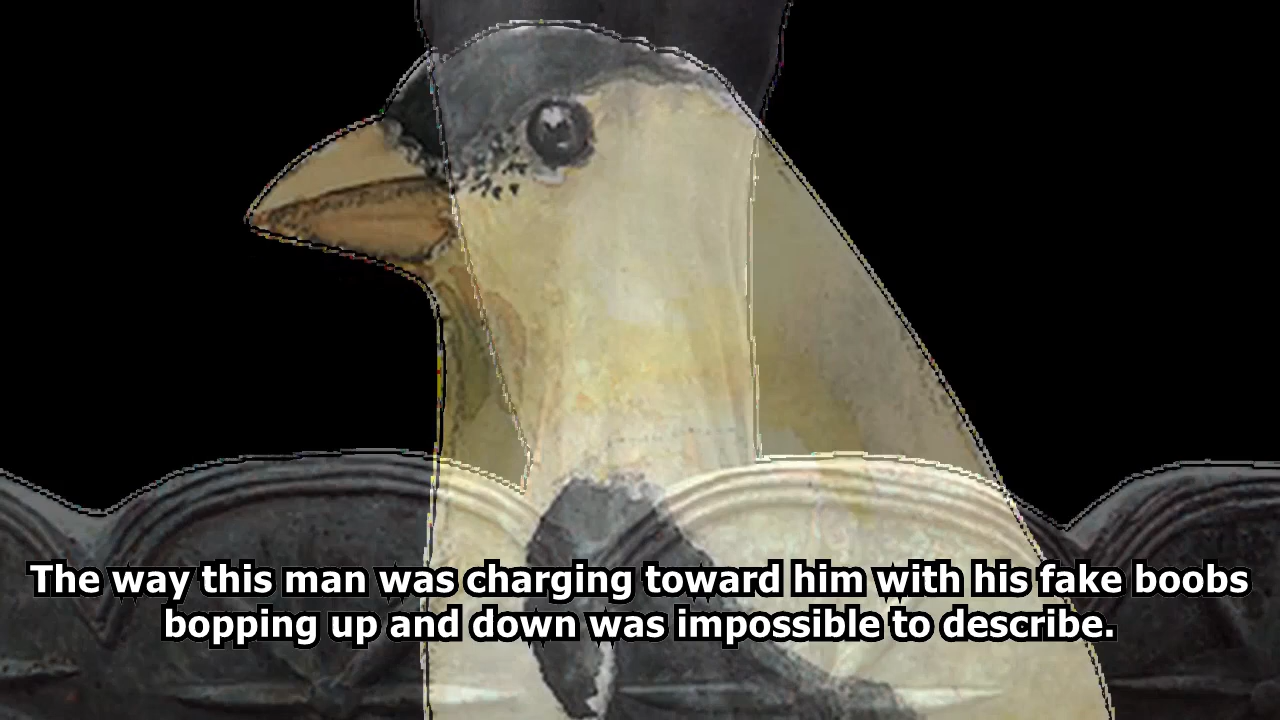 The way this man was charging toward him with his fake boobs
bopping up and down was impossible to describe.